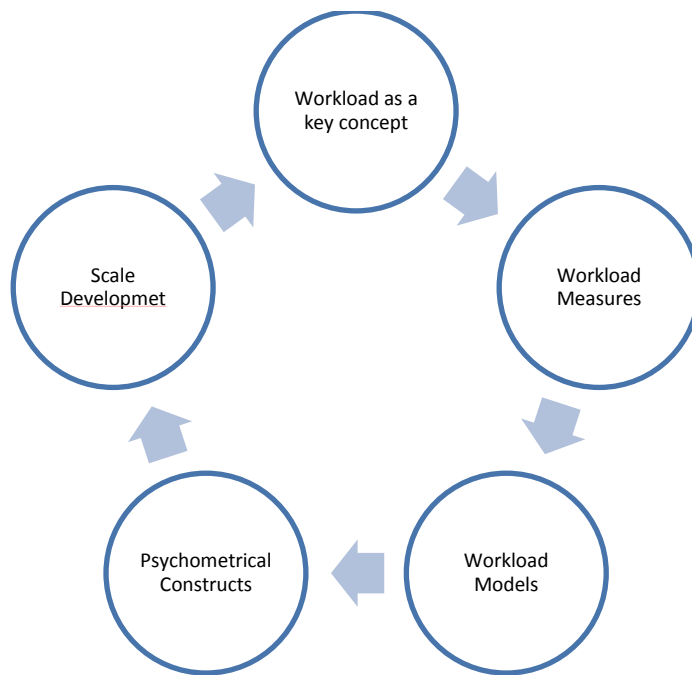 Workload as a
key concept
Workload
Measures
Workload
Models
Psychometrical
Constructs
Scale
Developmet